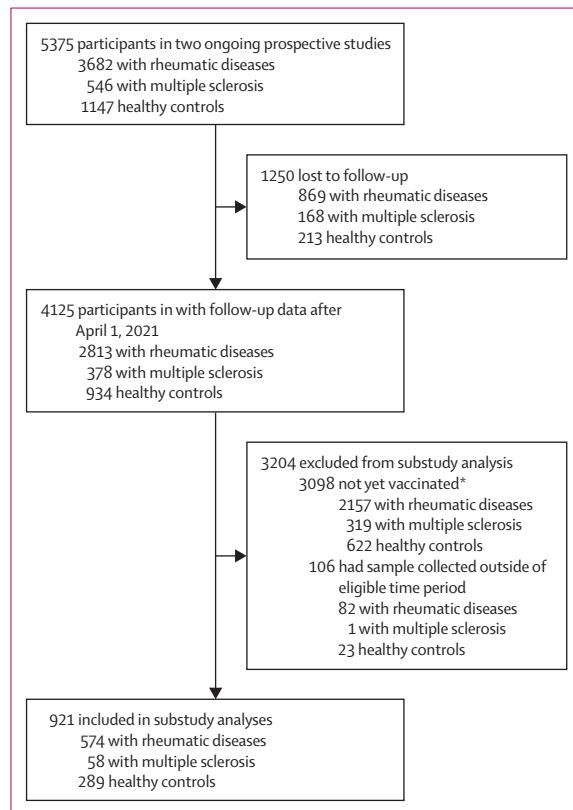 5375 participants in two ongoing prospective studies
3682 with rheumatic diseases
546 with multiple sclerosis
1147 healthy controls
1250 lost to follow-up
869 with rheumatic diseases
168 with multiple sclerosis
213 healthy controls
4125 participants in with follow-up data after
April 1, 2021
2813 with rheumatic diseases
378 with multiple sclerosis
934 healthy controls
3204 excluded from substudy analysis
3098 not yet vaccinated*
2157 with rheumatic diseases
319 with multiple sclerosis
622 healthy controls
106 had sample collected outside of
eligible time period
82 with rheumatic diseases
1 with multiple sclerosis
23 healthy controls
921 included in substudy analyses
574 with rheumatic diseases
58 with multiple sclerosis
289 healthy controls